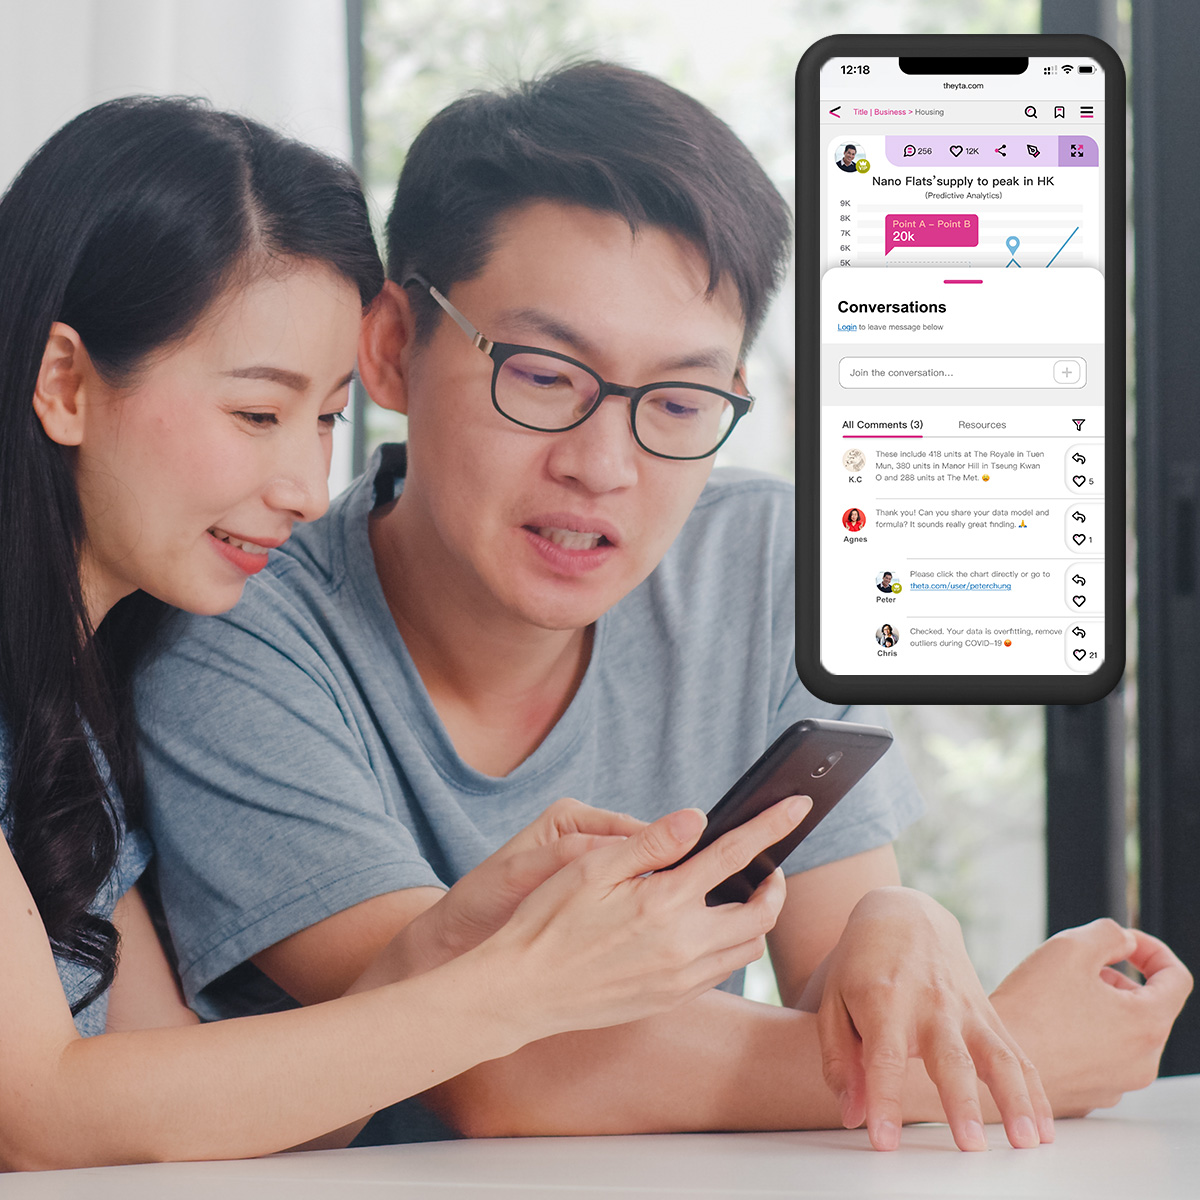 12:18
theyta.com
Title | Business > Housing
256
12K
VIP
Nano Flats’supply to peak in HK
(Predictive Analytics)
9K
8K
7K
6K
5K
Point A – Point B
20k
Conversations
Login to leave message below
Join the conversation...
All Comments (3)
Resources
These include 418 units at The Royale in Tuen
Mun, 380 units in Manor Hill in Tseung Kwan
O and 288 units at The Met. 😄
K.C
5
Thank you! Can you share your data model and
formula? It sounds really great finding. 🙏
Agnes
1
Please click the chart directly or go to
theta.com/user/peterchung
Peter
Checked. Your data is overfitting, remove
outliers during COVID–19 😡
Chris
21